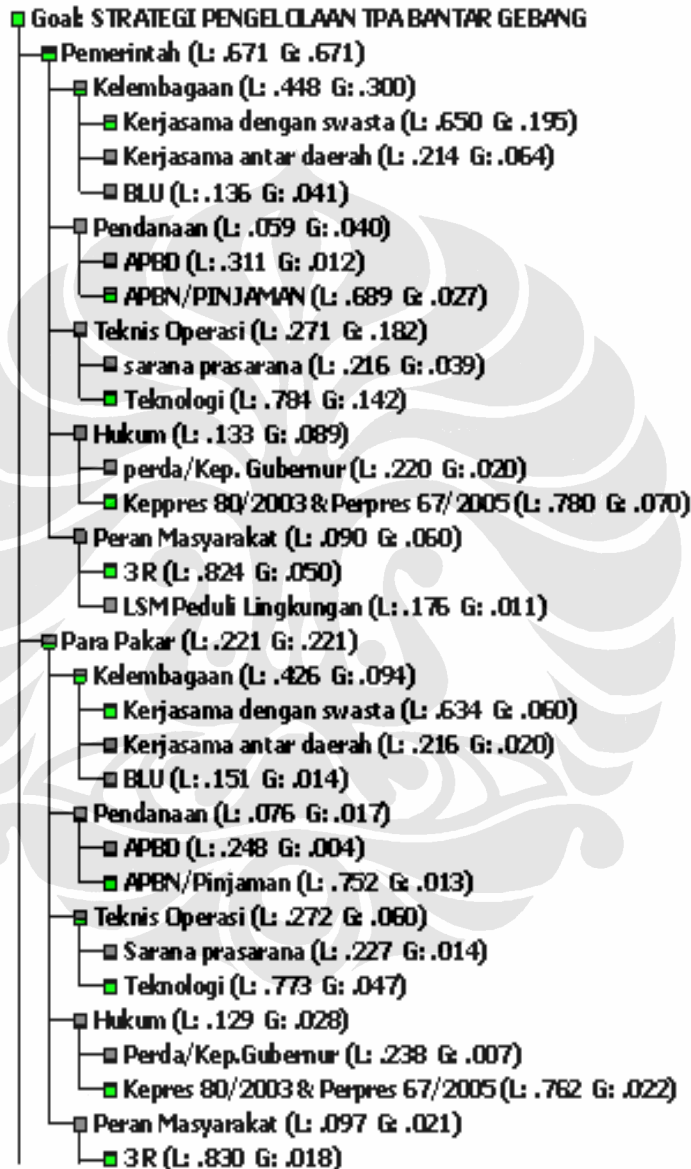 Goal: STRATEGI PENGELOLAAN TPA BANTAR GEBANG
Pemerintah (L: .671 G: .671)
Kelembagaan (L: .448 G: .300)
Kerjasama dengan swasta (L: .650 G: .195)
Kerjasama antar daerah (L: .214 G: .064)
BLU (L: .136 G: .041)
Pendanaan (L: .059 G: .040)
APBD (L: .311 G: .012)
APBN/PINJAMAN (L: .689 G: .027)
Teknis Operasi (L: .271 G: .182)
sarana prasarana (L: .216 G: .039)
Teknologi (L: .784 G: .142)
Hukum (L: .133 G: .089)
perda/Kep. Gubernur (L: .220 G: .020)
Keppres 80/2003 & Perpres 67/2005 (L: .780 G: .070)
Peran Masyarakat (L: .090 G: .060)
3R (L: .824 G: .050)
LSM Peduli Lingkungan (L: .176 G: .011)
Para Pakar (L: .221 G: .221)
Kelembagaan (L: .426 G: .094)
Kerjasama dengan swasta (L: .634 G: .060)
Kerjasama antar daerah (L: .216 G: .020)
BLU (L: .151 G: .014)
Pendanaan (L: .076 G: .017)
APBD (L: .248 G: .004)
APBN/Pinjaman (L: .752 G: .013)
Teknis Operasi (L: .272 G: .060)
Sarana prasarana (L: .227 G: .014)
Teknologi (L: .773 G: .047)
Hukum (L: .129 G: .028)
Perda/Kep.Gubernur (L: .238 G: .007)
Kepres 80/2003 & Perpres 67/2005 (L: .762 G: .022)
Peran Masyarakat (L: .097 G: .021)
3R (L: .830 G: .018)